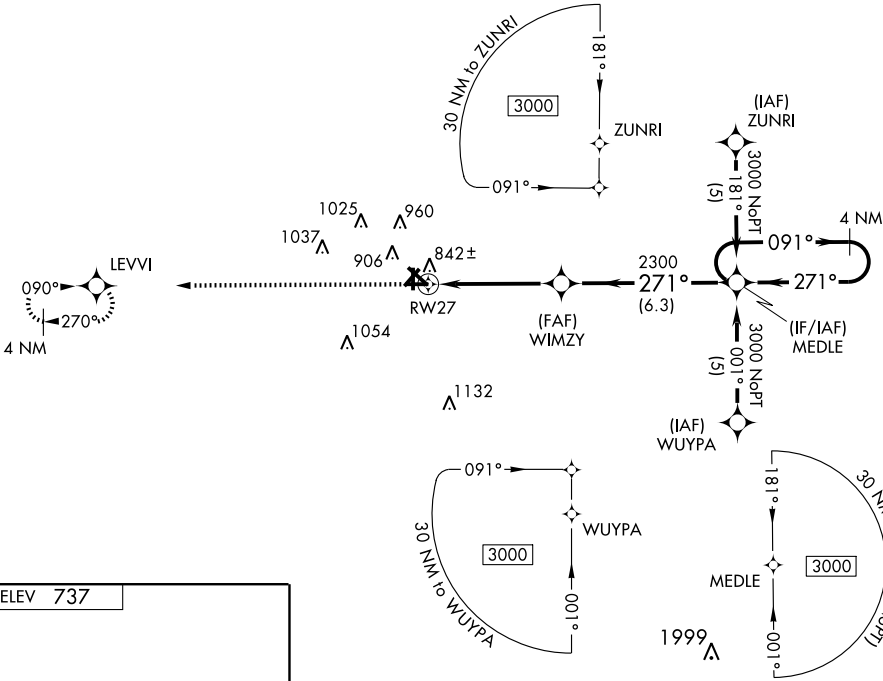 30 NM to ZUNRI
181°
3000
ZUNRI
091°
(IAF)
ZUNRI
3000 NoPT
181°
(5)
4 NM
091°
271°
1025
960
1037
906
842±
LEVVI
090°
270°
4 NM
RW27
2300
271°
(6.3)
(FAF)
WIMZY
(IF/IAF)
MEDLE
1054
1132
3000 NoPT
001°
(5)
(IAF)
WUYPA
091°
30 NM to WUYPA
3000
WUYPA
001°
181°
30 NM
MEDLE
3000
001°
1999
ELEV 737